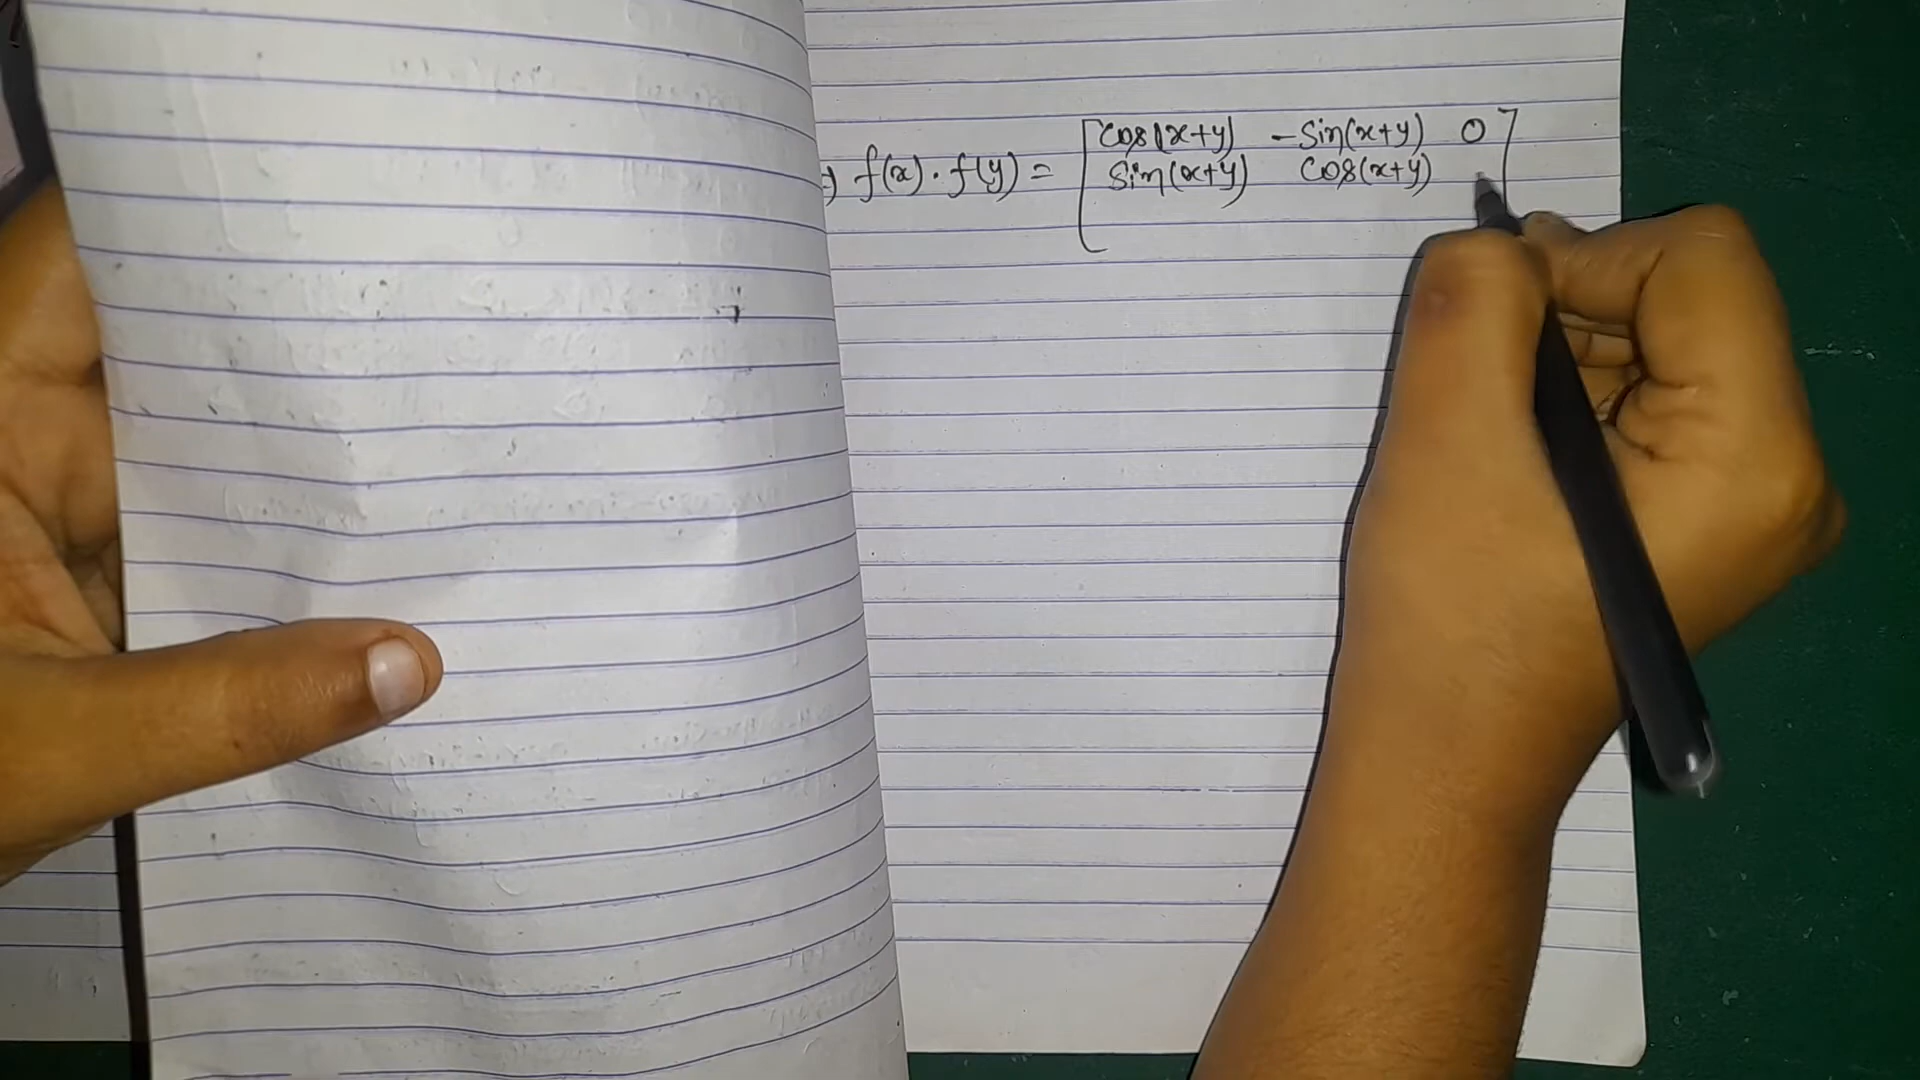 ⇒ f(x) · f(y) = [ cos(x+y) -Sin(x+y) 0 ]
Sin(x+y) cos(x+y)